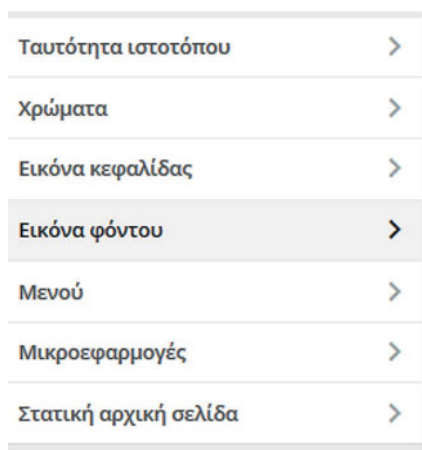 Ταυτότητα ιστοτόπου
Χρώματα
Εικόνα κεφαλίδας
Εικόνα φόντου
Μενού
Μικροεφαρμογές
Στατική αρχική σελίδα